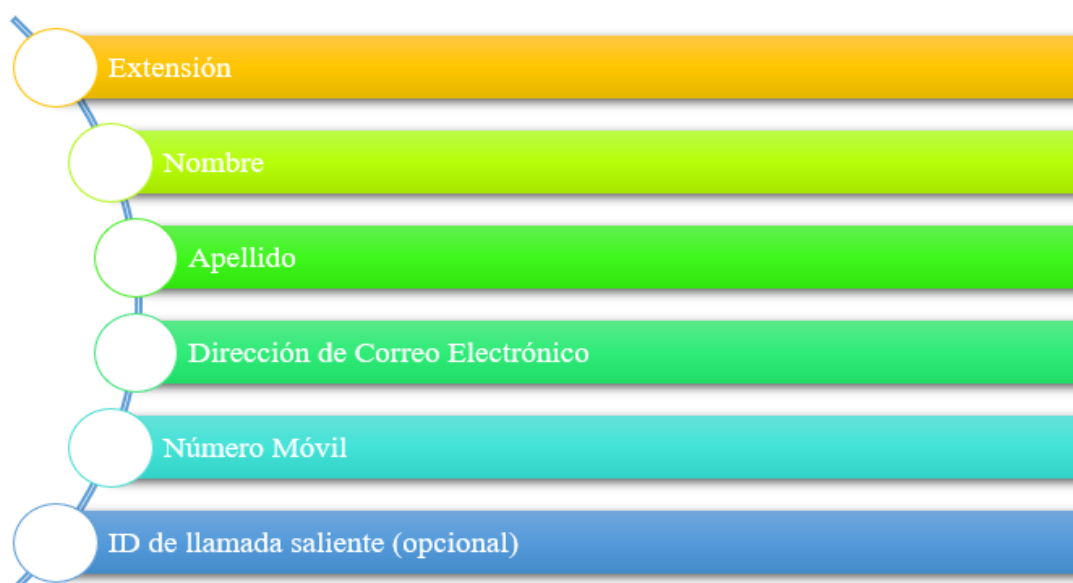 Extensión
Nombre
Apellido
Dirección de Correo Electrónico
Número Móvil
ID de llamada saliente (opcional)